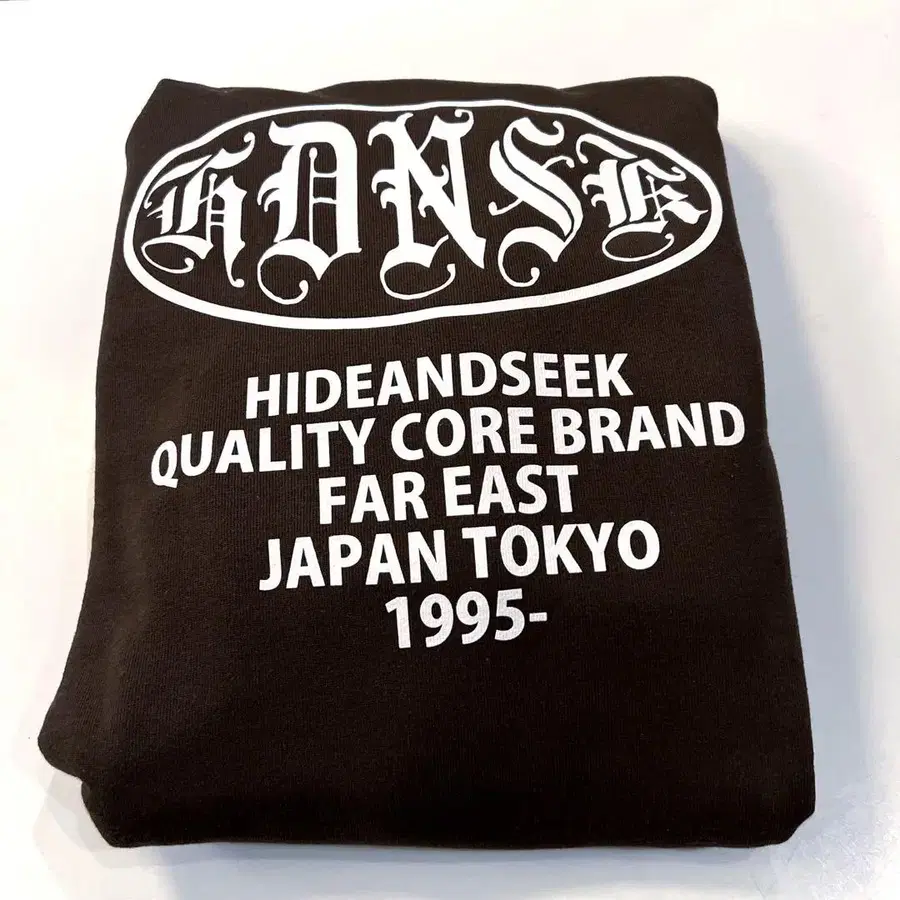 HDNSK
HIDEANDSEEK
QUALITY CORE BRAND
FAR EAST
JAPAN TOKYO
1995-